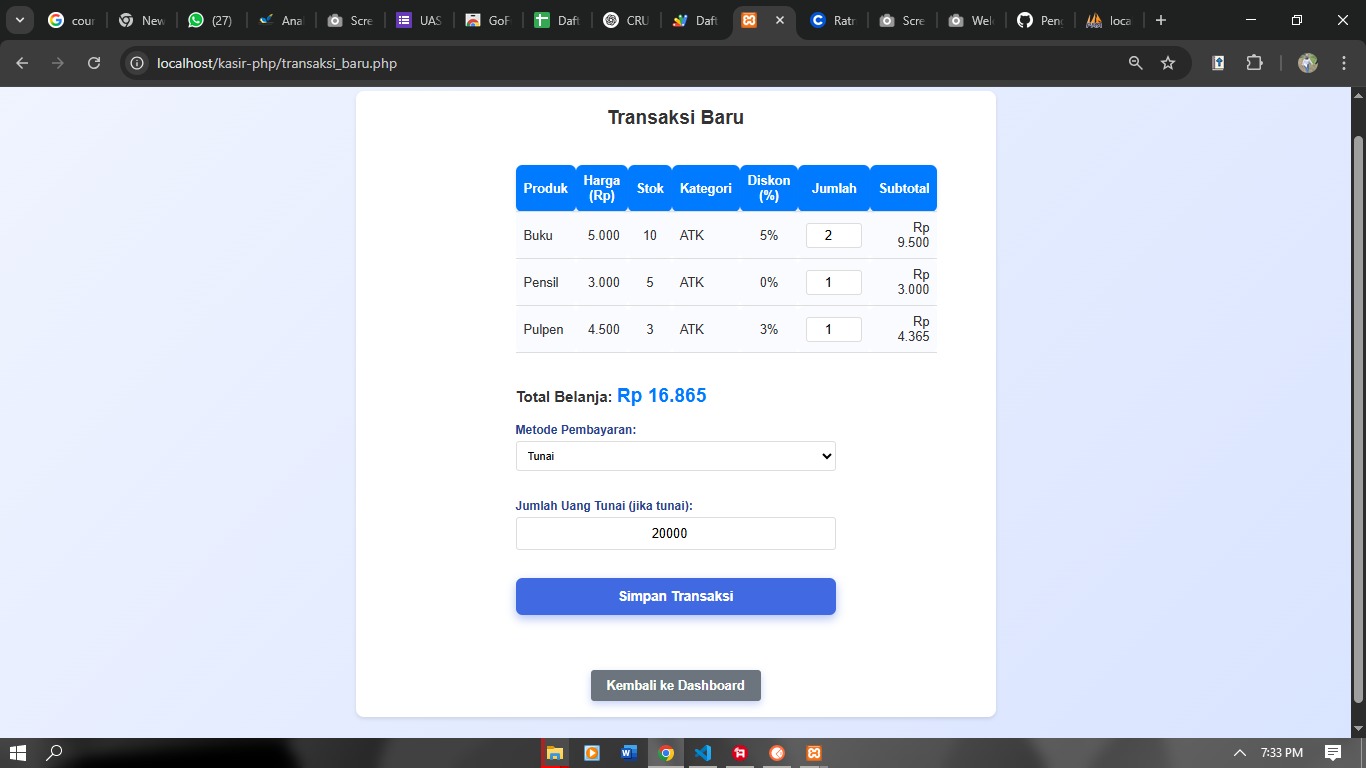 cour
New
(27)
Anal
Scre
UAS
GoF
Daft
CRU
Daft
Ratr
Scre
Wel
Pen
loca
localhost/kasir-php/transaksi_baru.php
Transaksi Baru
Produk Harga (Rp) Stok Kategori Diskon (%) Jumlah Subtotal
Buku 5.000 10 ATK 5% 2 Rp 9.500
Pensil 3.000 5 ATK 0% 1 Rp 3.000
Pulpen 4.500 3 ATK 3% 1 Rp 4.365
Total Belanja: Rp 16.865
Metode Pembayaran:
Tunai
Jumlah Uang Tunai (jika tunai):
20000
Simpan Transaksi
Kembali ke Dashboard
7:33 PM